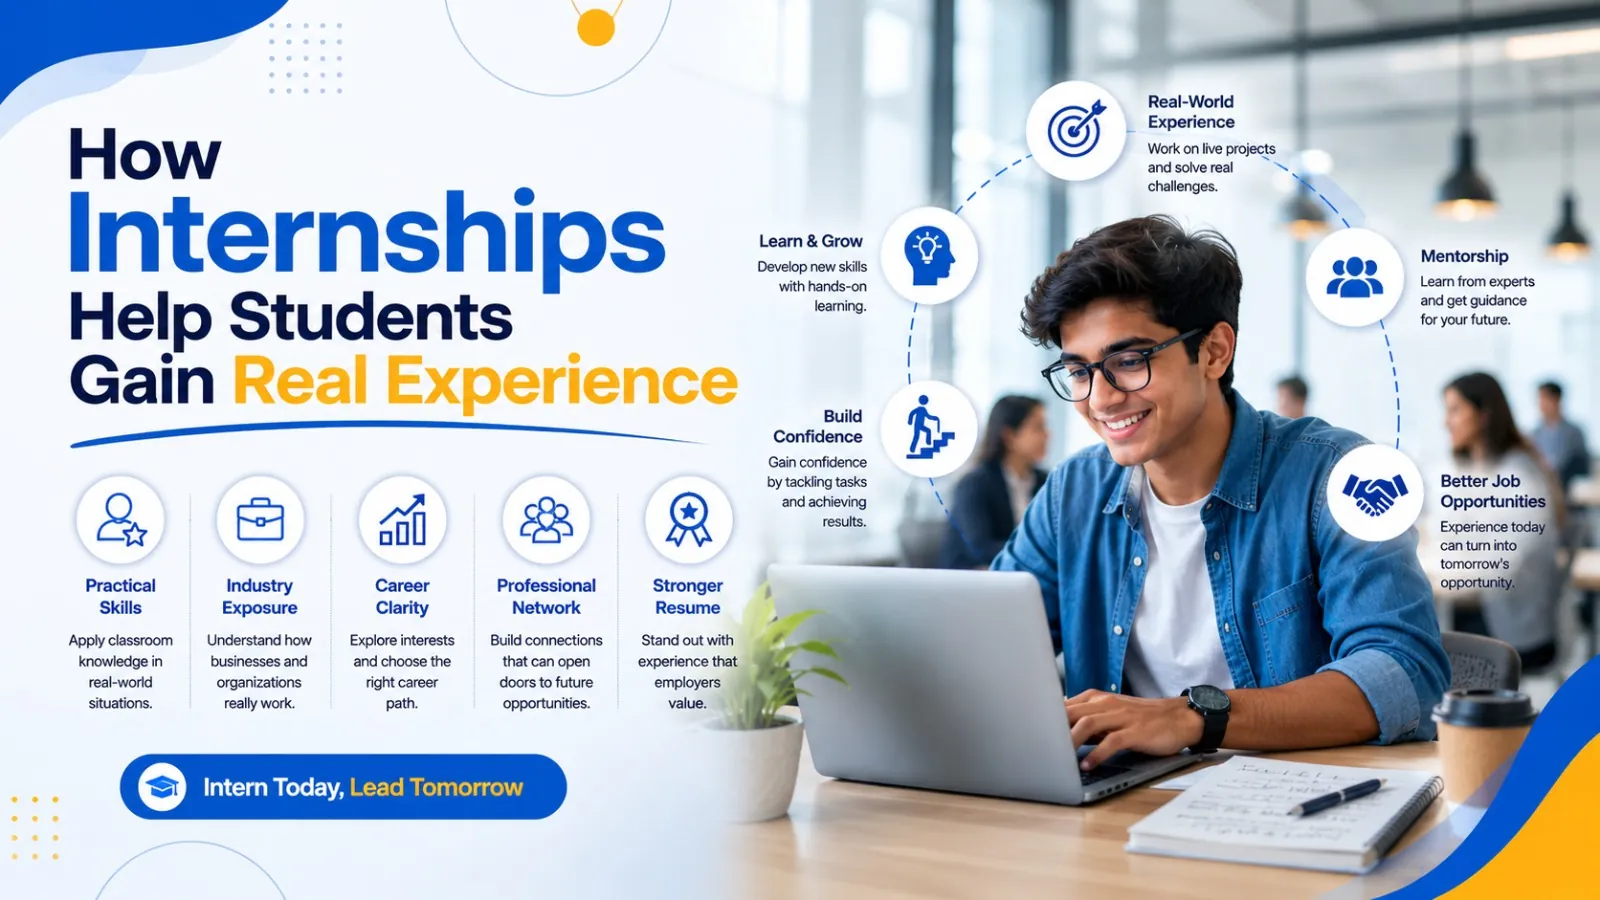 How
Internships
Help Students
Gain Real Experience
Practical
Skills
Apply classroom
knowledge in
real-world
situations.
Industry
Exposure
Understand how
businesses and
organizations
really work.
Career
Clarity
Explore interests
and choose the
right career
path.
Professional
Network
Build connections
that can open
doors to future
opportunities.
Stronger
Resume
Stand out with
experience that
employers
value.
Intern Today, Lead Tomorrow
Real-World
Experience
Work on live projects
and solve real
challenges.
Learn & Grow
Develop new skills
with hands-on
learning.
Mentorship
Learn from experts
and get guidance
for your future.
Build
Confidence
Gain confidence
by tackling tasks
and achieving
results.
Better Job
Opportunities
Experience today
can turn into
tomorrow's
opportunity.